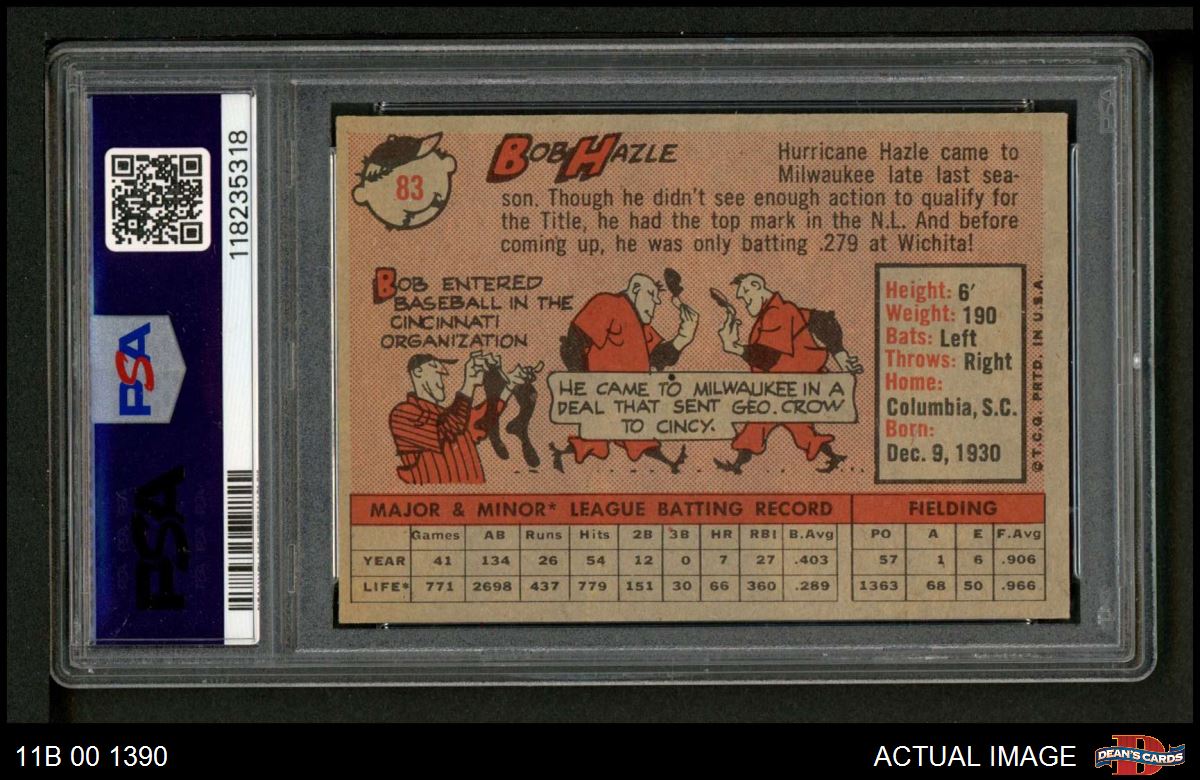 118235318
PSA
PSA
83
BOB HAZLE
Hurricane Hazle came to
Milwaukee late last sea-
son. Though he didn't see enough action to qualify for
the Title, he had the top mark in the N.L. And before
coming up, he was only batting .279 at Wichita!
BOB ENTERED
BASEBALL IN THE
CINCINNATI
ORGANIZATION
HE CAME TO MILWAUKEE IN A
DEAL THAT SENT GEO. CROW
TO CINCY.
Height: 6'
Weight: 190
Bats: Left
Throws: Right
Home:
Columbia, S.C.
Born:
Dec. 9, 1930
©T.C.G. PRTD. IN U.S.A.
MAJOR & MINOR* LEAGUE BATTING RECORD FIELDING
Games AB Runs Hits 2B 3B HR RBI B.Avg PO A E F.Avg
YEAR 41 134 26 54 12 0 7 27 .403 57 1 6 .906
LIFE* 771 2698 437 779 151 30 66 360 .289 1363 68 50 .966
11B 00 1390
ACTUAL IMAGE
DEAN'S CARDS